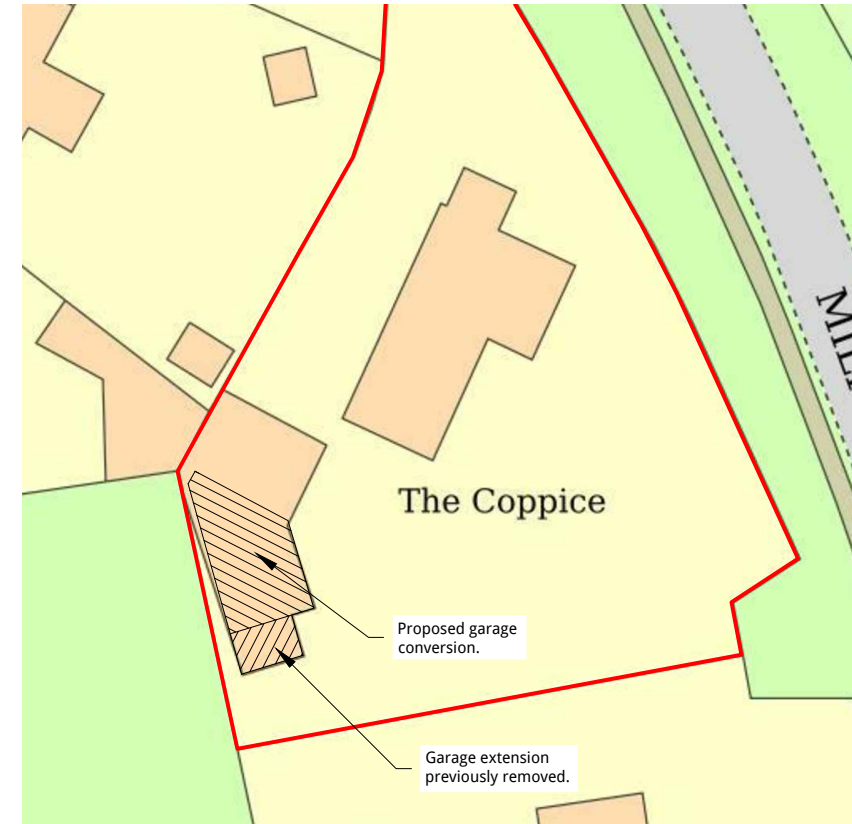 The Coppice
Proposed garage
conversion.
Garage extension
previously removed.